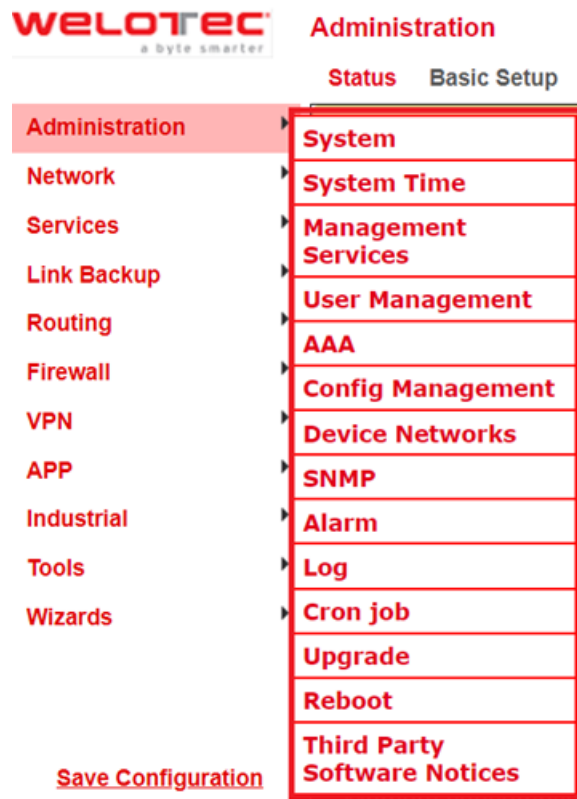 WELOTEC
a byte smarter
Administration
Status Basic Setup
Administration
Network
Services
Link Backup
Routing
Firewall
VPN
APP
Industrial
Tools
Wizards
Save Configuration
System
System Time
Management
Services
User Management
AAA
Config Management
Device Networks
SNMP
Alarm
Log
Cron job
Upgrade
Reboot
Third Party
Software Notices